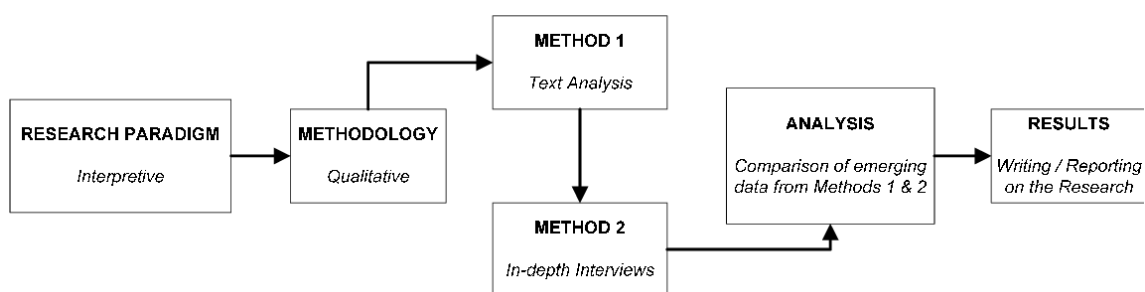 RESEARCH PARADIGM
Interpretive
METHODOLOGY
Qualitative
METHOD 1
Text Analysis
METHOD 2
In-depth Interviews
ANALYSIS
Comparison of emerging
data from Methods 1 & 2
RESULTS
Writing / Reporting
on the Research